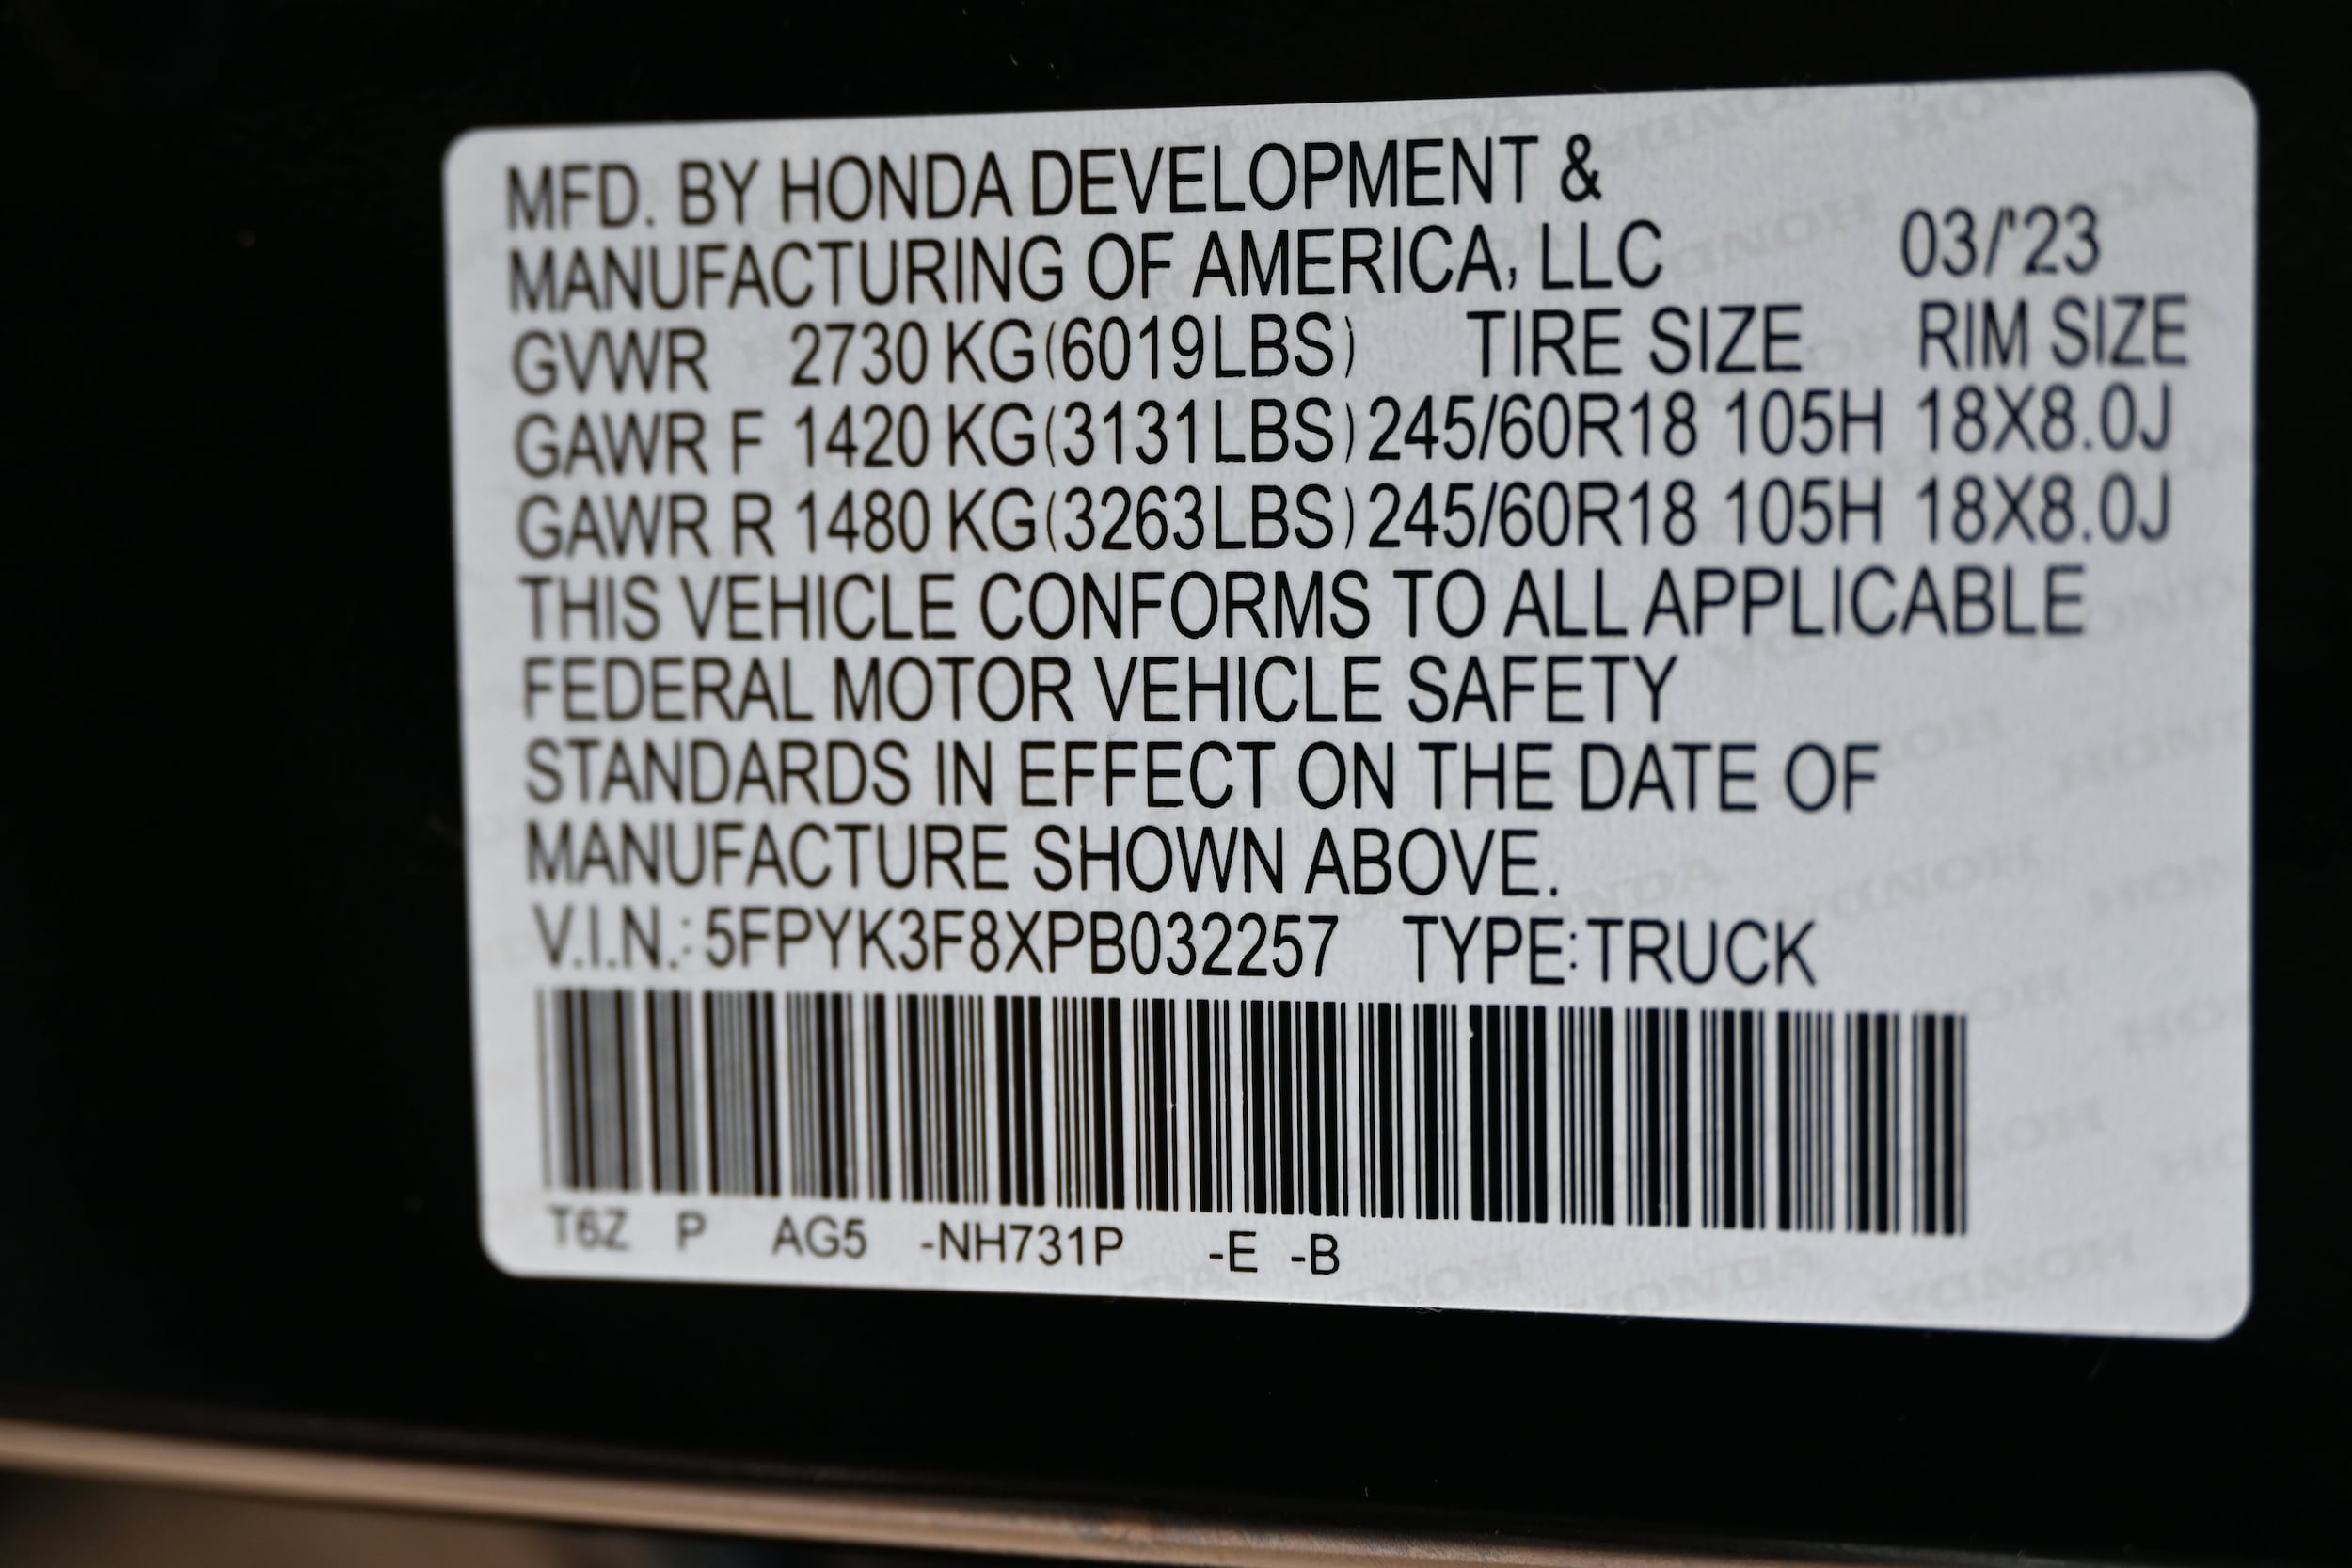 MFD. BY HONDA DEVELOPMENT &
MANUFACTURING OF AMERICA, LLC 03/'23
GVWR 2730 KG(6019LBS) TIRE SIZE RIM SIZE
GAWR F 1420 KG(3131LBS) 245/60R18 105H 18X8.0J
GAWR R 1480 KG(3263LBS) 245/60R18 105H 18X8.0J
THIS VEHICLE CONFORMS TO ALL APPLICABLE
FEDERAL MOTOR VEHICLE SAFETY
STANDARDS IN EFFECT ON THE DATE OF
MANUFACTURE SHOWN ABOVE.
V.I.N.: 5FPYK3F8XPB032257 TYPE:TRUCK
T6Z P AG5 -NH731P -E -B